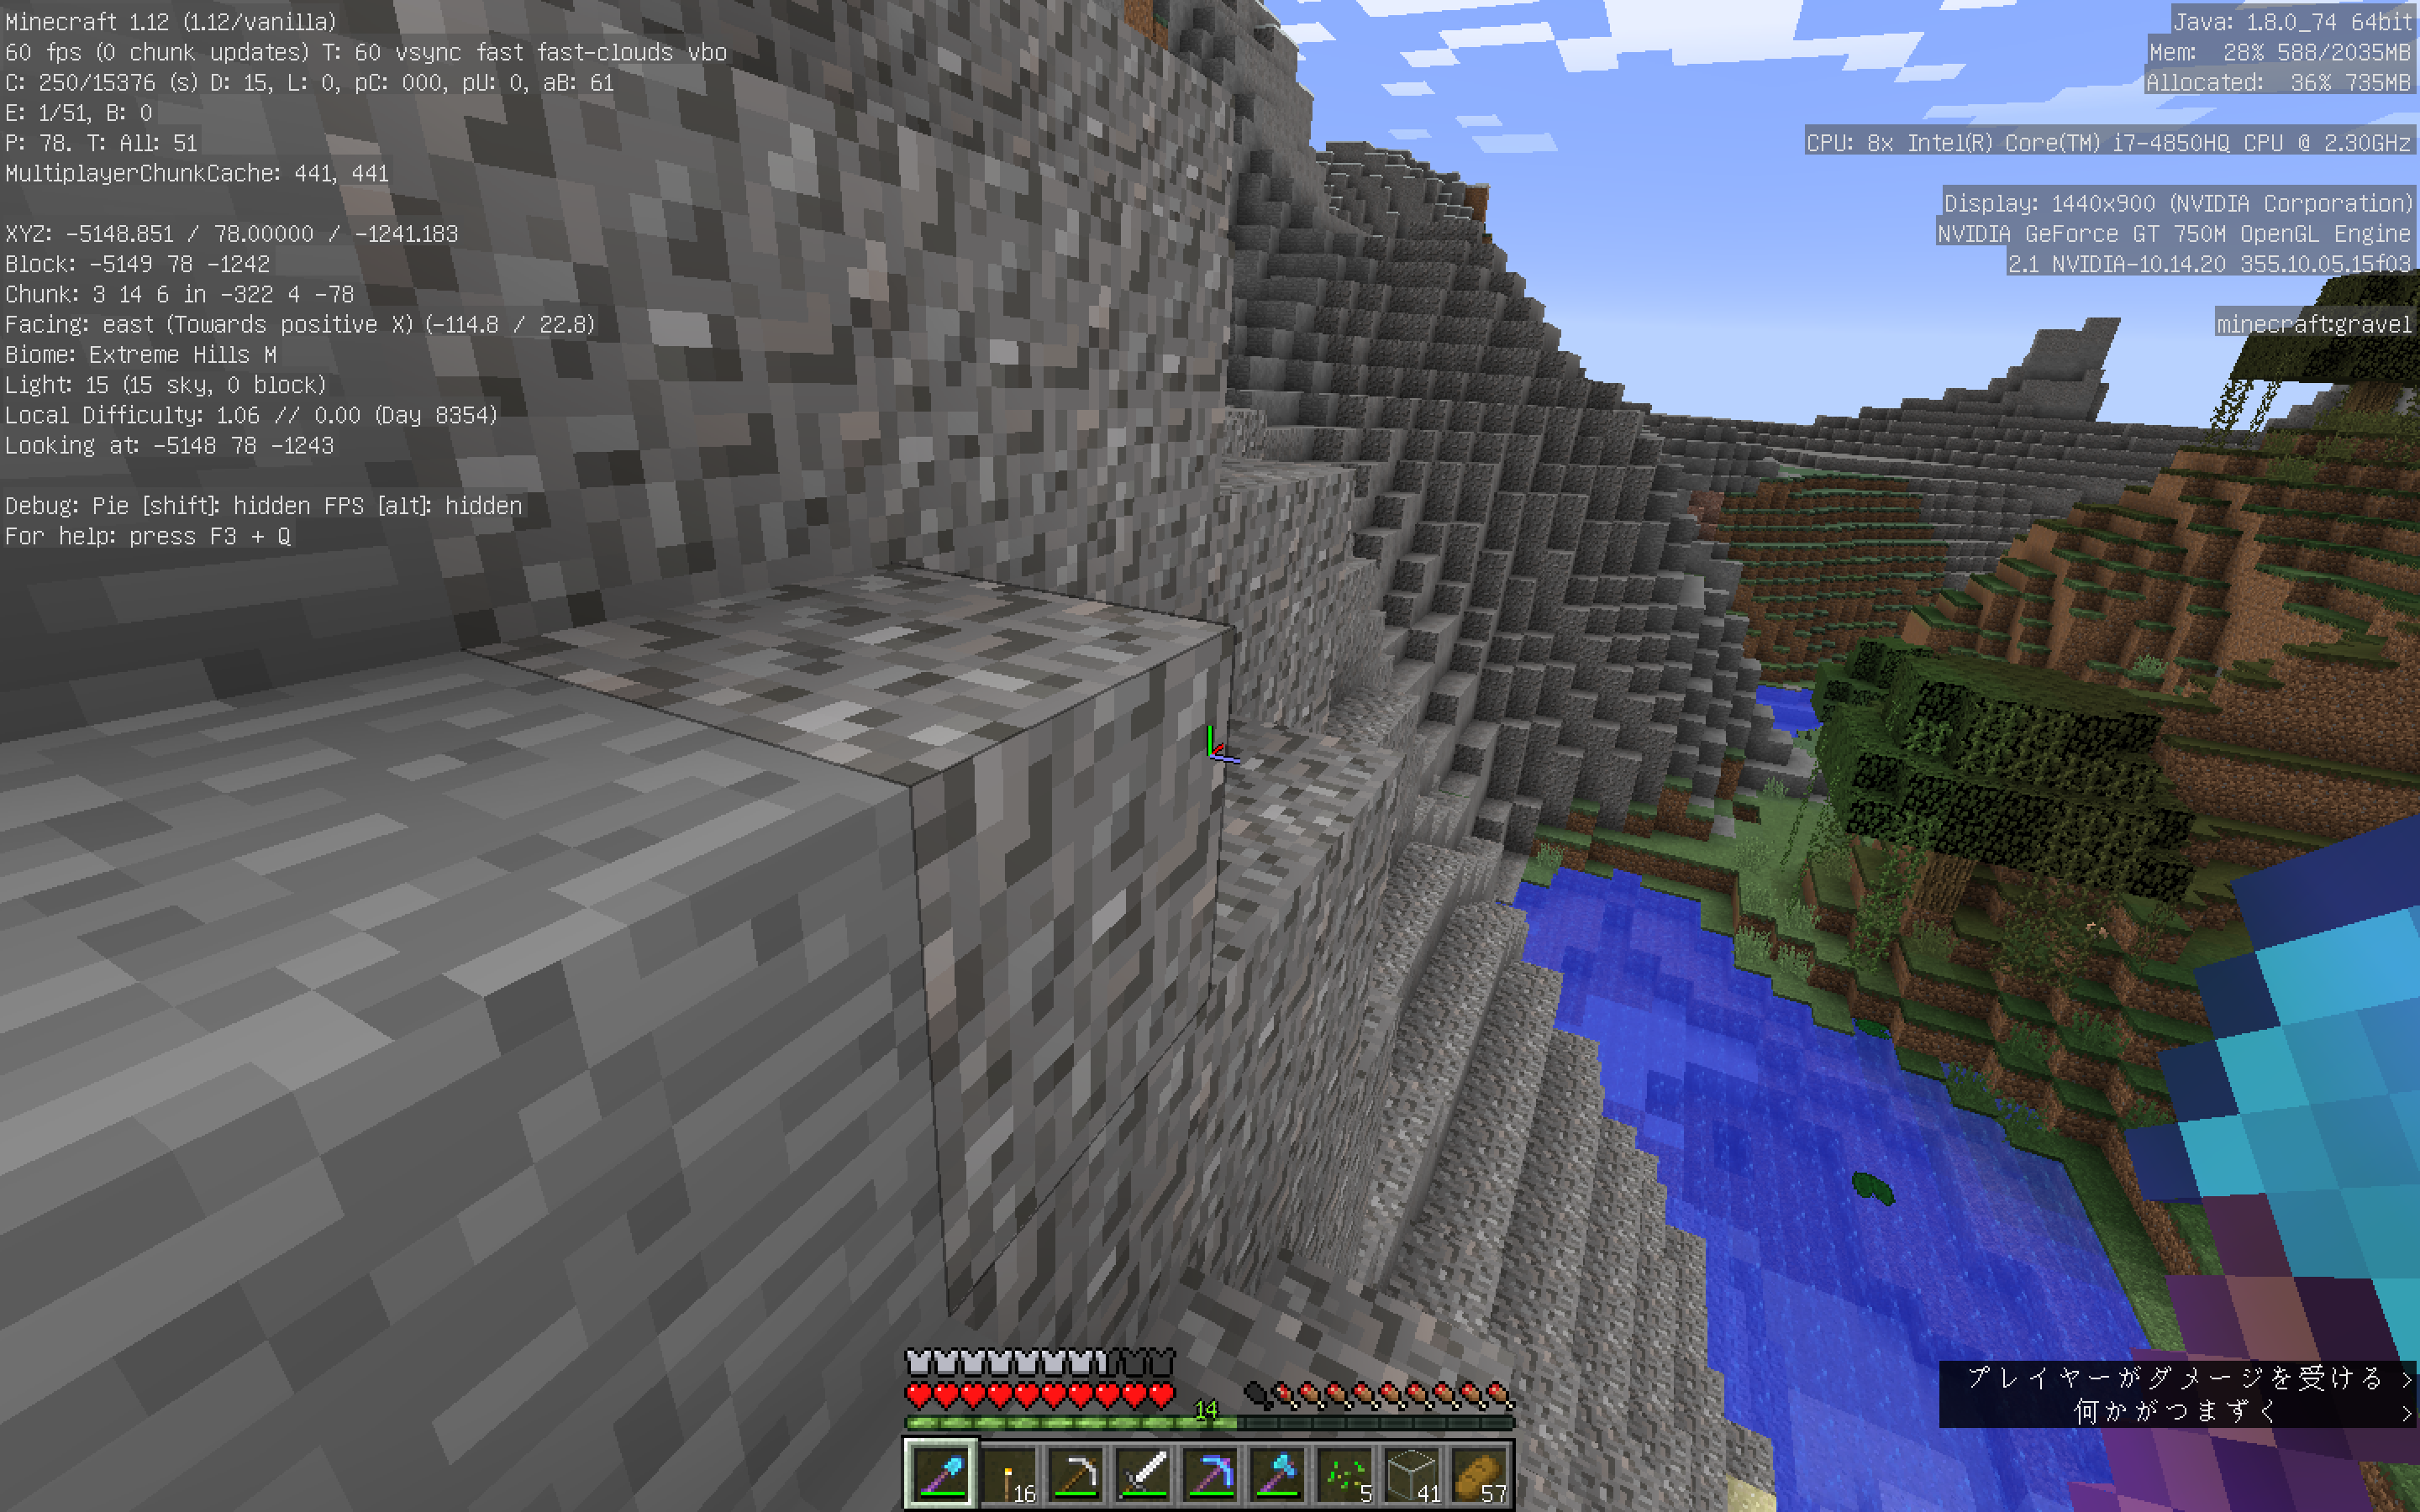 Minecraft 1.12 (1.12/vanilla)
60 fps (0 chunk updates) T: 60 vsync fast fast-clouds vbo
C: 250/15376 (s) D: 15, L: 0, pC: 000, pU: 0, aB: 61
E: 1/51, B: 0
P: 78. T: All: 51
MultiplayerChunkCache: 441, 441
XYZ: -5148.851 / 78.00000 / -1241.183
Block: -5149 78 -1242
Chunk: 3 14 6 in -322 4 -78
Facing: east (Towards positive X) (-114.8 / 22.8)
Biome: Extreme Hills M
Light: 15 (15 sky, 0 block)
Local Difficulty: 1.06 // 0.00 (Day 8354)
Looking at: -5148 78 -1243
Debug: Pie [shift]: hidden FPS [alt]: hidden
For help: press F3 + Q
Java: 1.8.0_74 64bit
Mem: 28% 588/2035MB
Allocated: 36% 735MB
CPU: 8x Intel(R) Core(TM) i7-4850HQ CPU @ 2.30GHz
Display: 1440x900 (NVIDIA Corporation)
NVIDIA GeForce GT 750M OpenGL Engine
2.1 NVIDIA-10.14.20 355.10.05.15f03
minecraft:gravel
プレイヤーがダメージを受ける >
何かがつまずく >
14
16 5 41 57